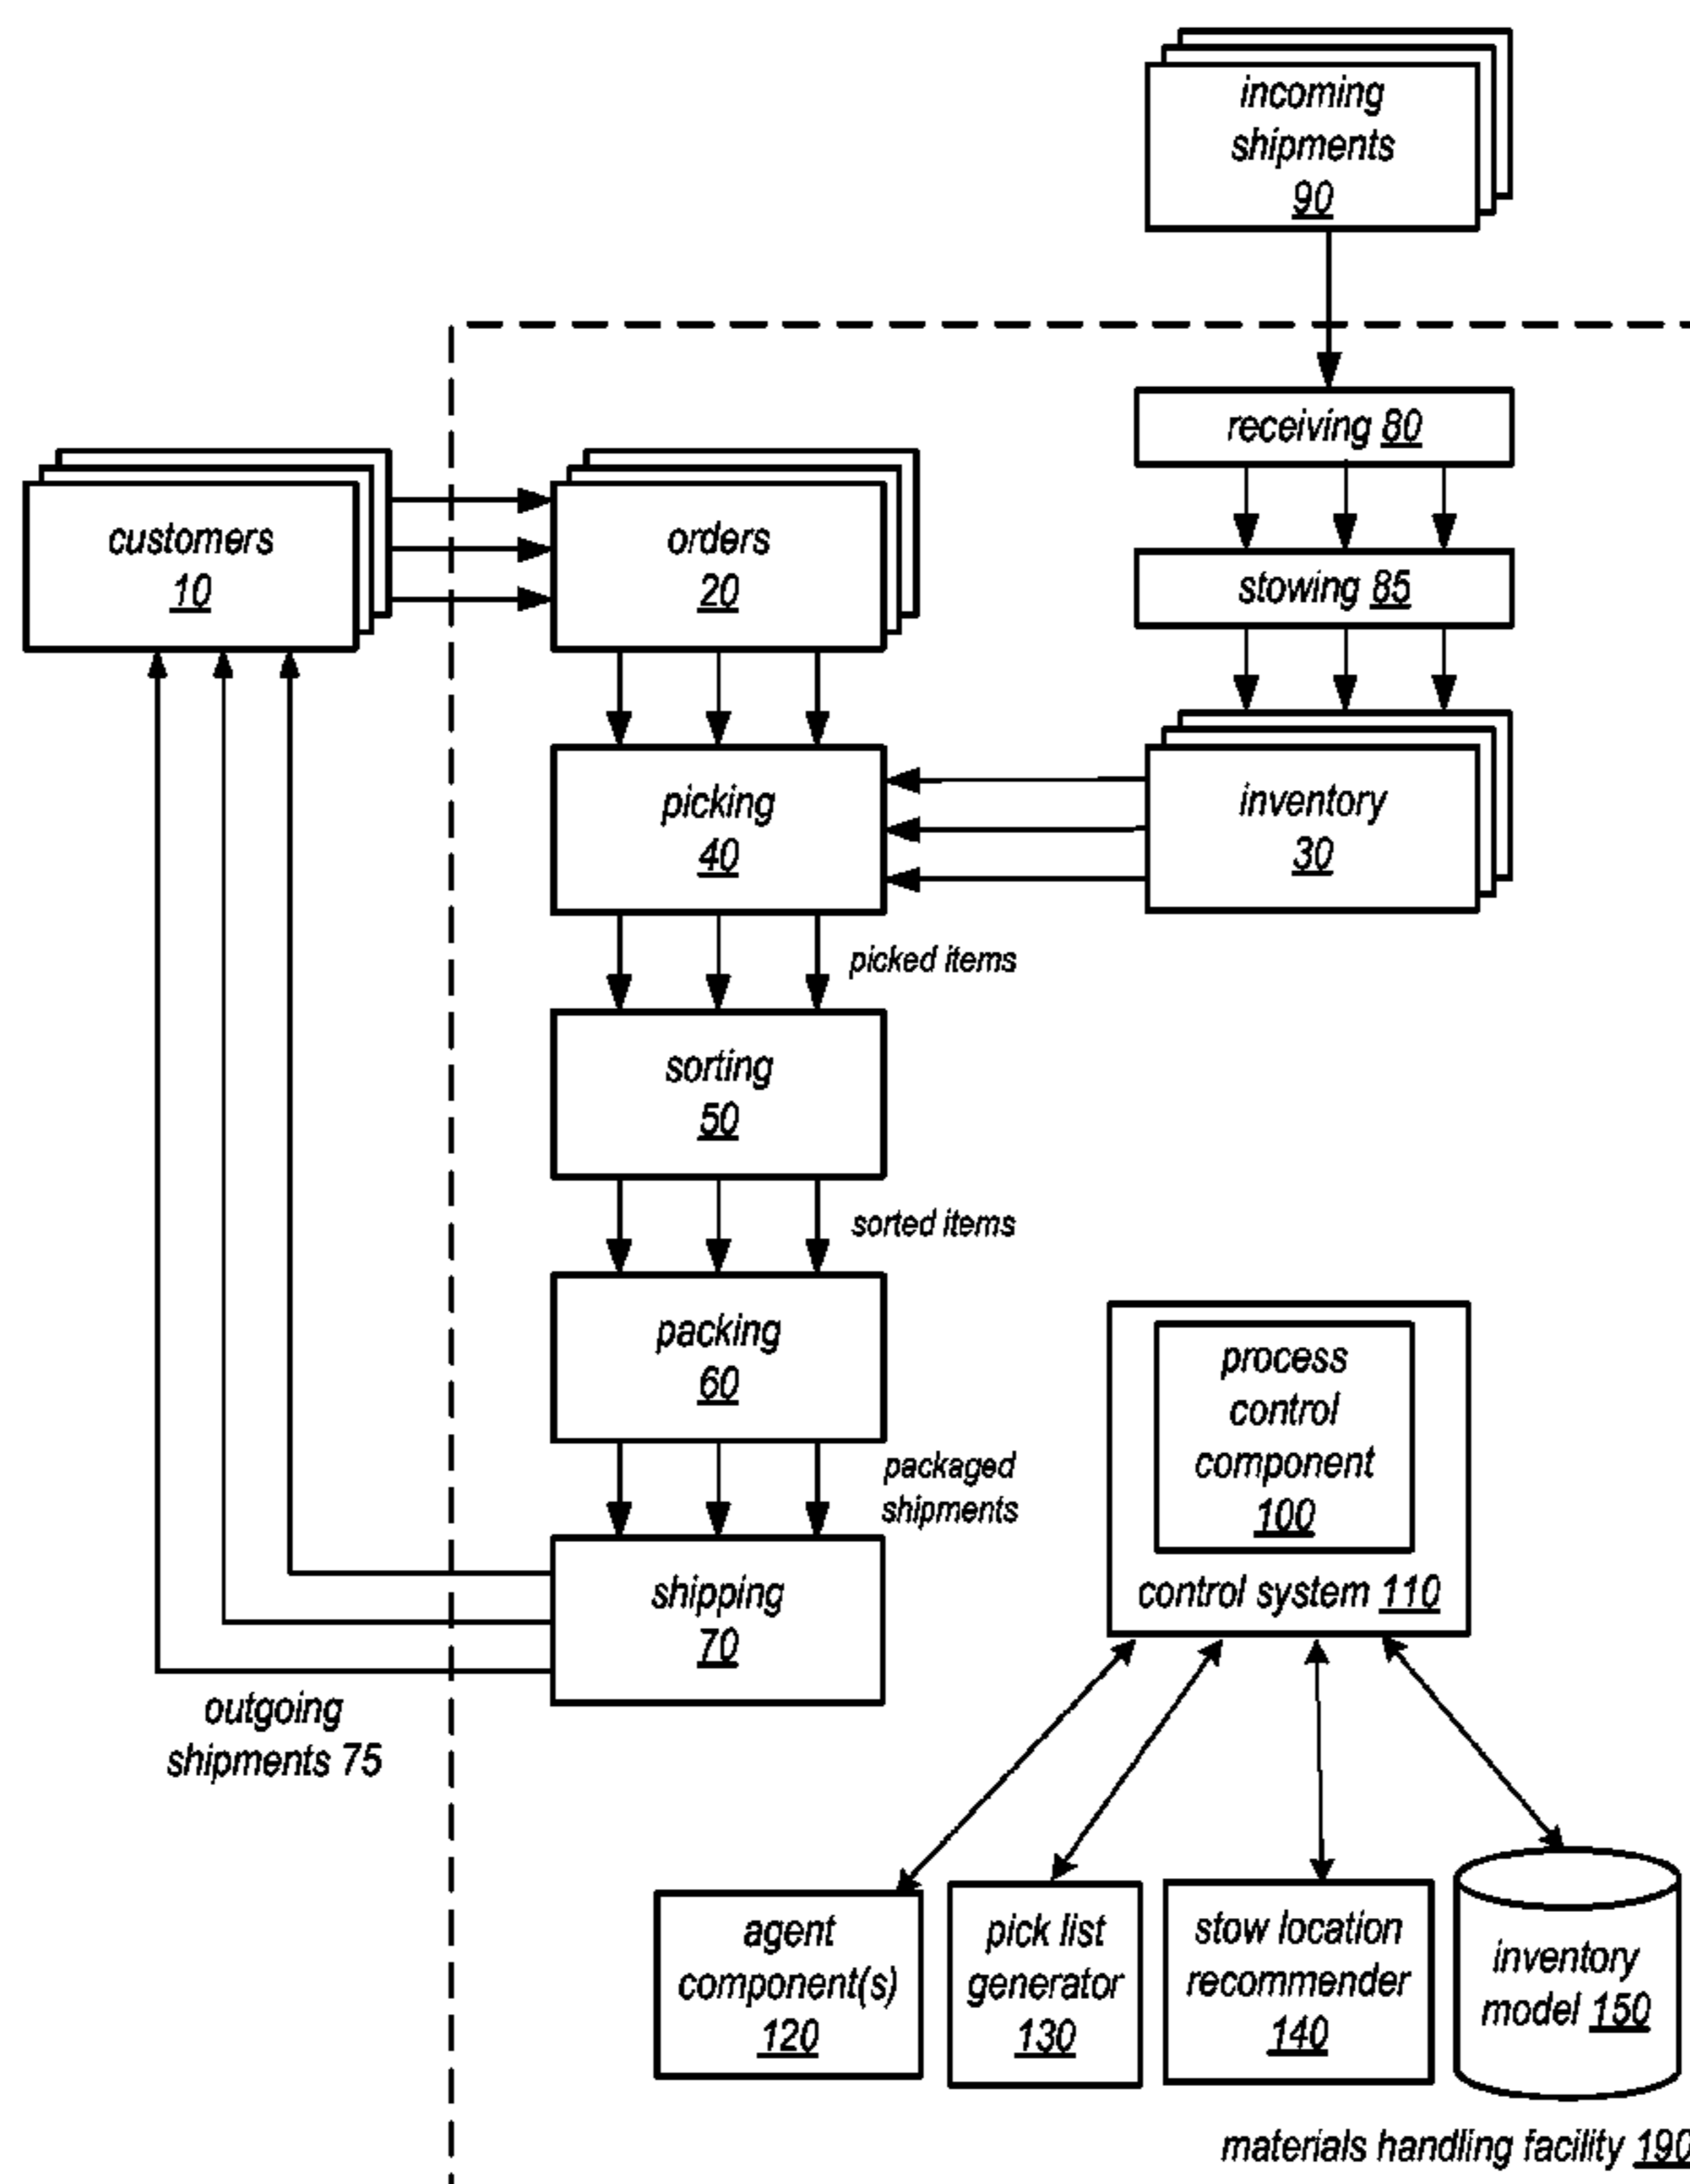 incoming
shipments
90
receiving 80
customers
10
orders
20
stowing 85
picking
40
inventory
30
picked items
sorting
50
sorted items
packing
60
process
control
component
100
control system 110
packaged
shipments
shipping
70
outgoing
shipments 75
agent
component(s)
120
pick list
generator
130
stow location
recommender
140
inventory
model 150
materials handling facility 190